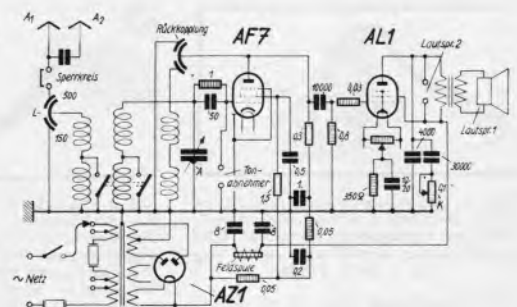 A₁
A₂
Rückkopplung
AF7
AL1
Lautspr. 2
Sperrkreis
500
L-
150
1
50
10000
0,03
0,3
0,8
Lautspr. 1
4000
30000
A
Ton-
abnehmer
0,5
1
1,5
350Ω
0,05
8
8
Feldspule
0,2
0,05
~ Netz
AZ1